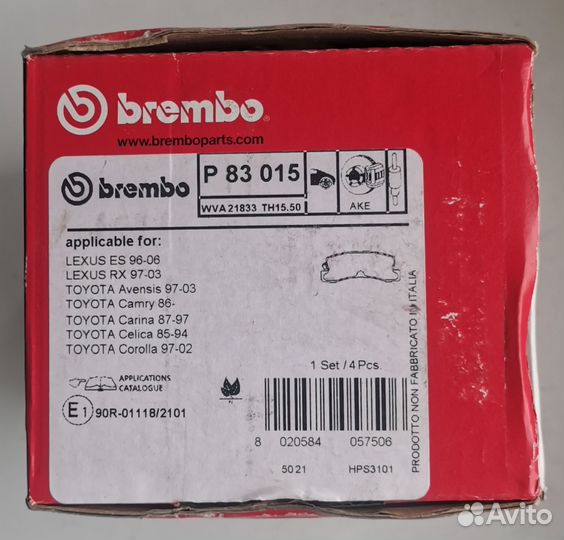 brembo
www.remboparts.com
brembo
P 83 015
WVA 21833 TH15.50
AKE
applicable for:
LEXUS ES 96-06
LEXUS RX 97-03
TOYOTA Avensis 97-03
TOYOTA Camry 86-
TOYOTA Carina 87-97
TOYOTA Celica 85-94
TOYOTA Corolla 97-02
1 Set / 4 Pcs.
APPLICATIONS
CATALOGUE
E1 90R-01118/2101
8 020584 057506
5021 HPS3101
PRODOTTO NON FABBRICATO IN ITALIA
Avito